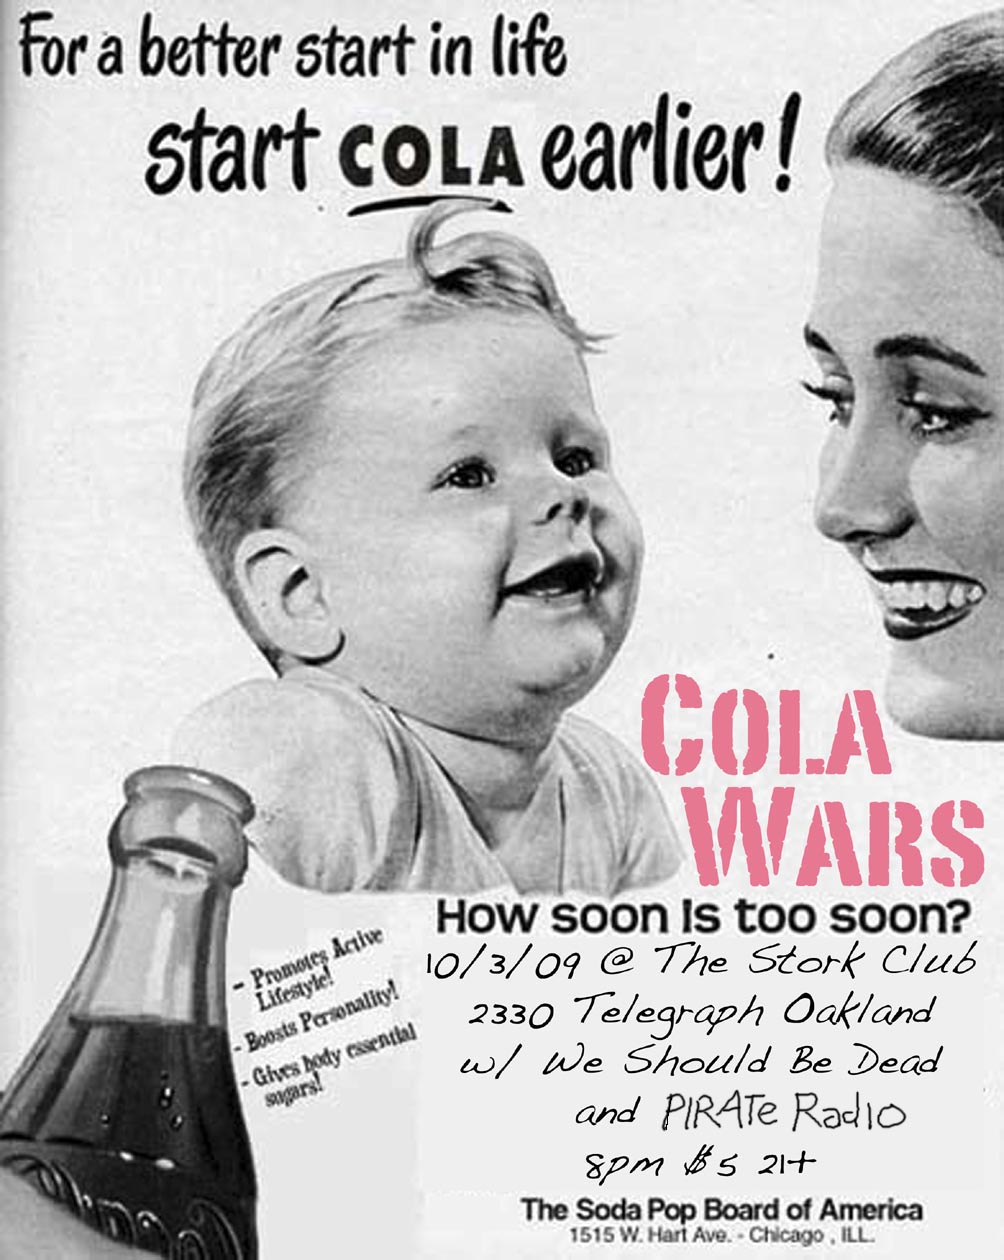 For a better start in life
start COLA earlier!
COLA
WARS
How soon is too soon?
- Promotes Active
Lifestyle!
- Boosts Personality!
- Gives body essential
sugars!
10/3/09 @ The Stork Club
2330 Telegraph Oakland
w/ We Should Be Dead
and PIRATe RadIO
8pm $5 21+
The Soda Pop Board of America
1515 W. Hart Ave. - Chicago , ILL.